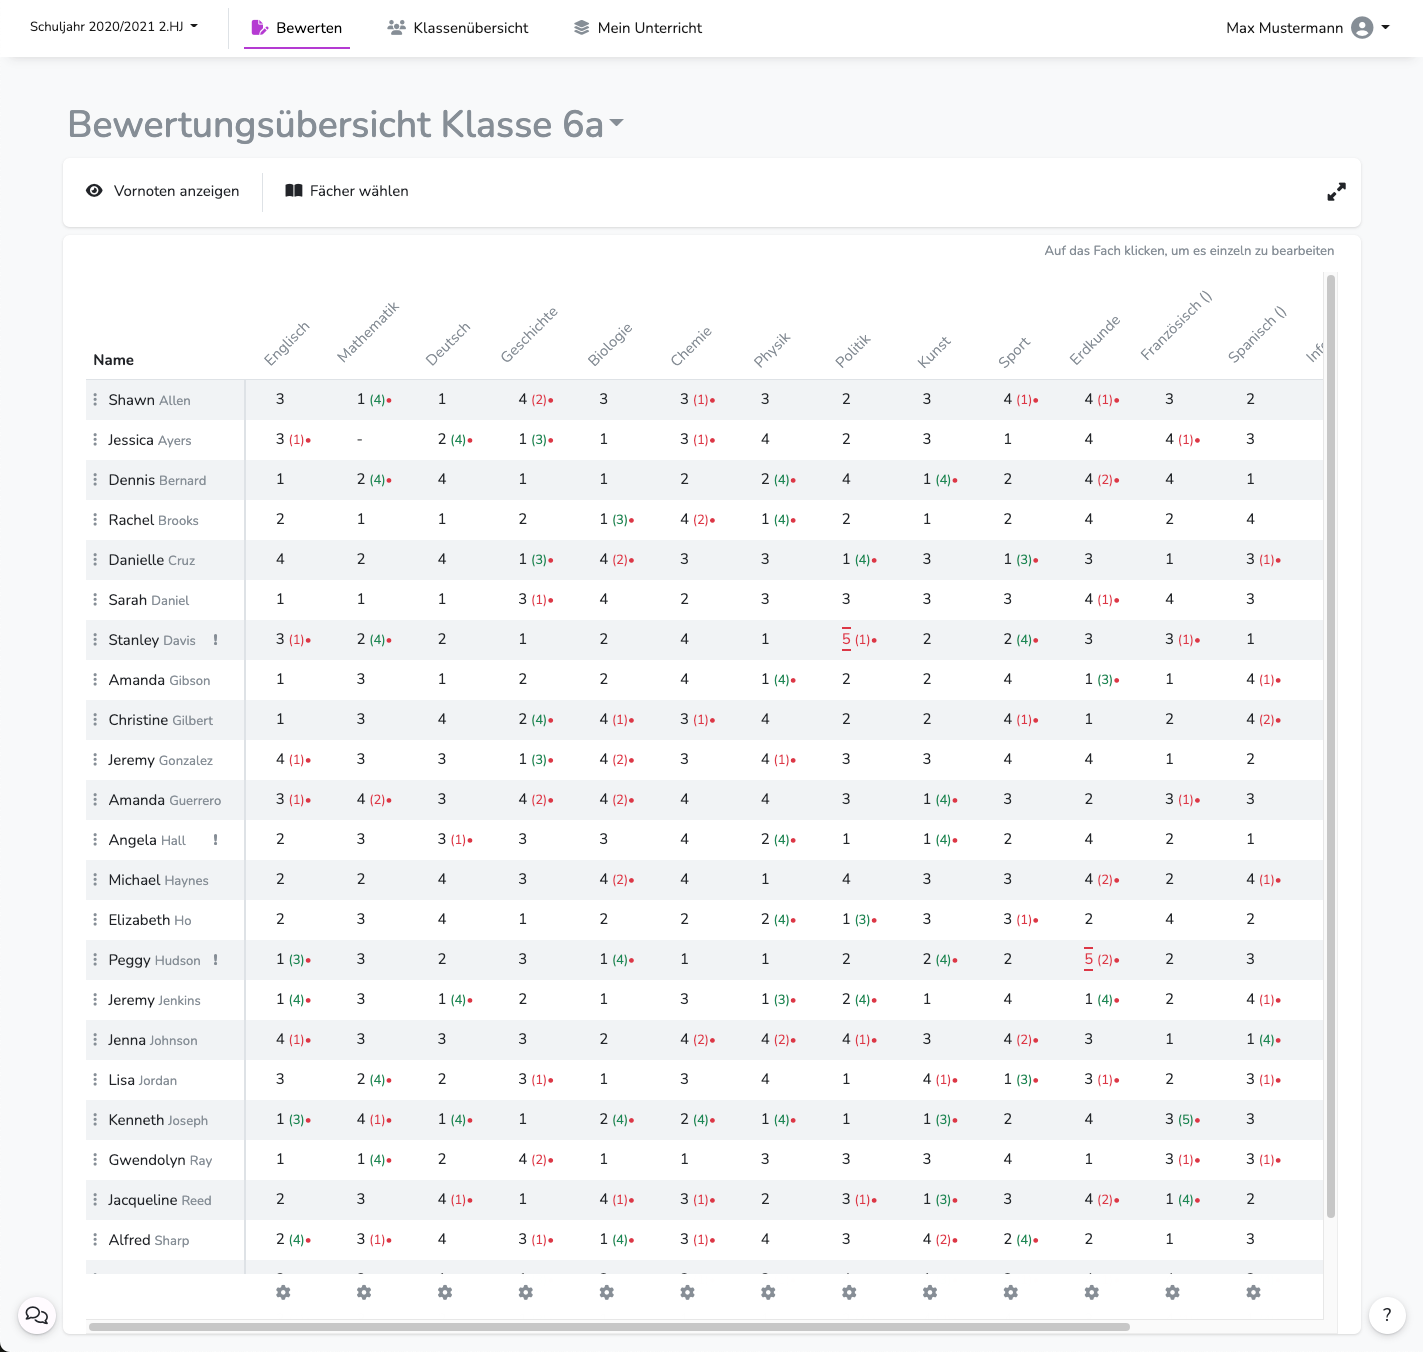 Schuljahr 2020/2021 2.HJ Bewerten Klassenübersicht Mein Unterricht Max Mustermann
Bewertungsübersicht Klasse 6a
Vornoten anzeigen Fächer wählen
Auf das Fach klicken, um es einzeln zu bearbeiten
Name Englisch Mathematik Deutsch Geschichte Biologie Chemie Physik Politik Kunst Sport Erdkunde Französisch () Spanisch ()
Shawn Allen 3 1 (4) 1 4 (2) 3 3 (1) 3 2 3 4 (1) 4 (1) 3 2
Jessica Ayers 3 (1) - 2 (4) 1 (3) 1 3 (1) 4 2 3 1 4 4 (1) 3
Dennis Bernard 1 2 (4) 4 1 1 2 2 (4) 4 1 (4) 2 4 (2) 4 1
Rachel Brooks 2 1 1 2 1 (3) 4 (2) 1 (4) 2 1 2 4 2 4
Danielle Cruz 4 2 4 1 (3) 4 (2) 3 3 1 (4) 3 1 (3) 3 1 3 (1)
Sarah Daniel 1 1 1 3 (1) 4 2 3 3 3 3 4 (1) 4 3
Stanley Davis ! 3 (1) 2 (4) 2 1 2 4 1 5 (1) 2 2 (4) 3 3 (1) 1
Amanda Gibson 1 3 1 2 2 4 1 (4) 2 2 4 1 (3) 1 4 (1)
Christine Gilbert 1 3 4 2 (4) 4 (1) 3 (1) 4 2 2 4 (1) 1 2 4 (2)
Jeremy Gonzalez 4 (1) 3 3 1 (3) 4 (2) 3 4 (1) 3 3 4 4 1 2
Amanda Guerrero 3 (1) 4 (2) 3 4 (2) 4 (2) 4 4 3 1 (4) 3 2 3 (1) 3
Angela Hall ! 2 3 3 (1) 3 3 4 2 (4) 1 1 (4) 2 4 2 1
Michael Haynes 2 2 4 3 4 (2) 4 1 4 3 3 4 (2) 2 4 (1)
Elizabeth Ho 2 3 4 1 2 2 2 (4) 1 (3) 3 3 (1) 2 4 2
Peggy Hudson ! 1 (3) 3 2 3 1 (4) 1 1 2 2 (4) 2 5 (2) 2 3
Jeremy Jenkins 1 (4) 3 1 (4) 2 1 3 1 (3) 2 (4) 1 4 1 (4) 2 4 (1)
Jenna Johnson 4 (1) 3 3 3 2 4 (2) 4 (2) 4 (1) 3 4 (2) 3 1 1 (4)
Lisa Jordan 3 2 (4) 2 3 (1) 1 3 4 1 4 (1) 1 (3) 3 (1) 2 3 (1)
Kenneth Joseph 1 (3) 4 (1) 1 (4) 1 2 (4) 2 (4) 1 (4) 1 1 (3) 2 4 3 (5) 3
Gwendolyn Ray 1 1 (4) 2 4 (2) 1 1 3 3 3 4 1 3 (1) 3 (1)
Jacqueline Reed 2 3 4 (1) 1 4 (1) 3 (1) 2 3 (1) 1 (3) 3 4 (2) 1 (4) 2
Alfred Sharp 2 (4) 3 (1) 4 3 (1) 1 (4) 3 (1) 4 3 4 (2) 2 (4) 2 1 3
?